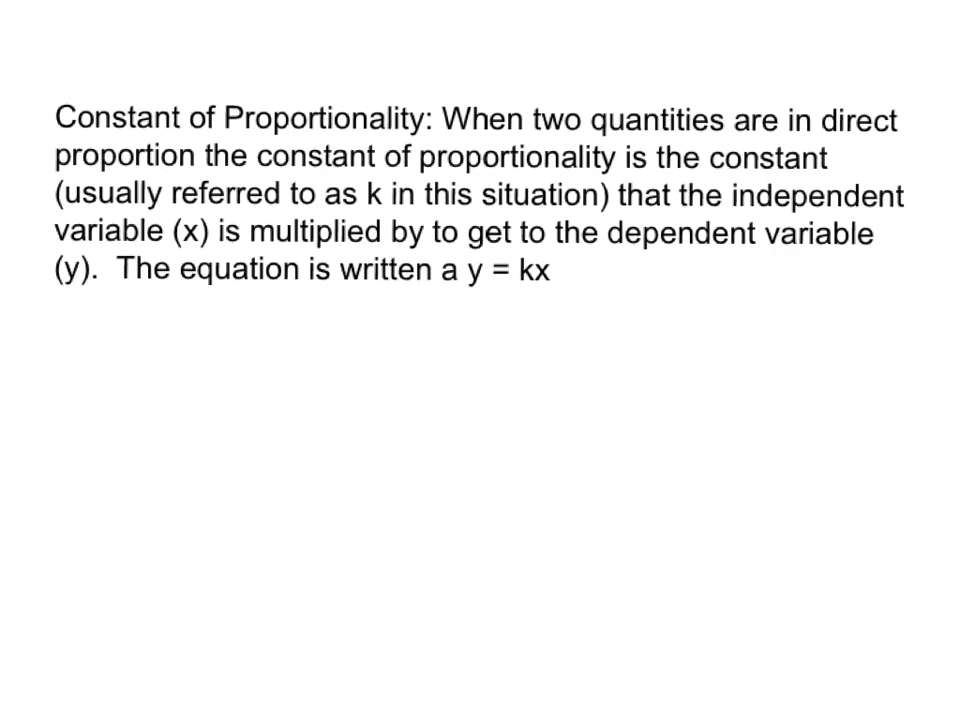 Constant of Proportionality: When two quantities are in direct
proportion the constant of proportionality is the constant
(usually referred to as k in this situation) that the independent
variable (x) is multiplied by to get to the dependent variable
(y).  The equation is written a y = kx